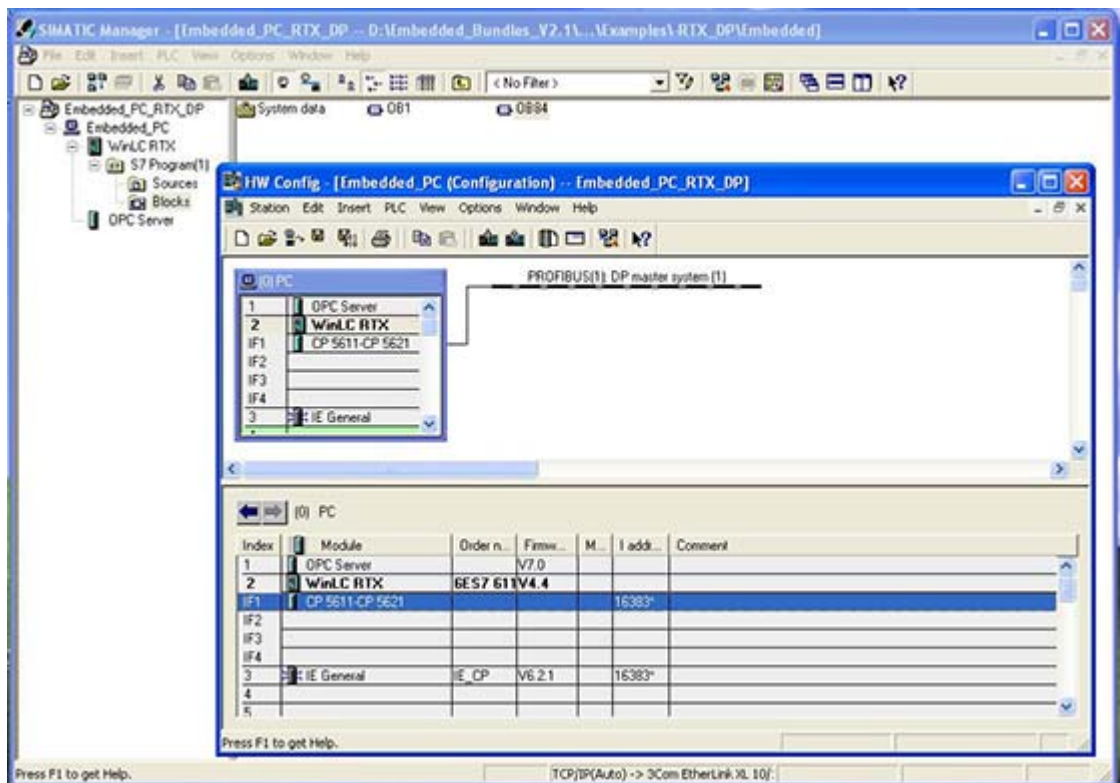 SIMATIC Manager - [Embedded_PC_RTX_DP -- D:\Embedded_Bundles_V2.1\...\Examples\RTX_DP\Embedded]
File Edit Insert PLC View Options Window Help
< No Filter >
Embedded_PC_RTX_DP
Embedded_PC
WinLC RTX
S7 Program(1)
Sources
Blocks
OPC Server
System data OB1 OB84
HW Config - [Embedded_PC (Configuration) -- Embedded_PC_RTX_DP]
Station Edit Insert PLC View Options Window Help
(0) PC
1 OPC Server
2 WinLC RTX
IF1 CP 5611-CP 5621
IF2
IF3
IF4
3 IE General
PROFIBUS(1): DP master system (1)
(0) PC
Index Module Order n... Firmw... M... I add... Comment
1 OPC Server V7.0
2 WinLC RTX 6ES7 611 V4.4
IF1 CP 5611-CP 5621 16383*
IF2
IF3
IF4
3 IE General IE_CP V6.2.1 16383*
4
5
Press F1 to get Help.
Press F1 to get Help.
TCP/IP(Auto) -> 3Com EtherLink XL 10/